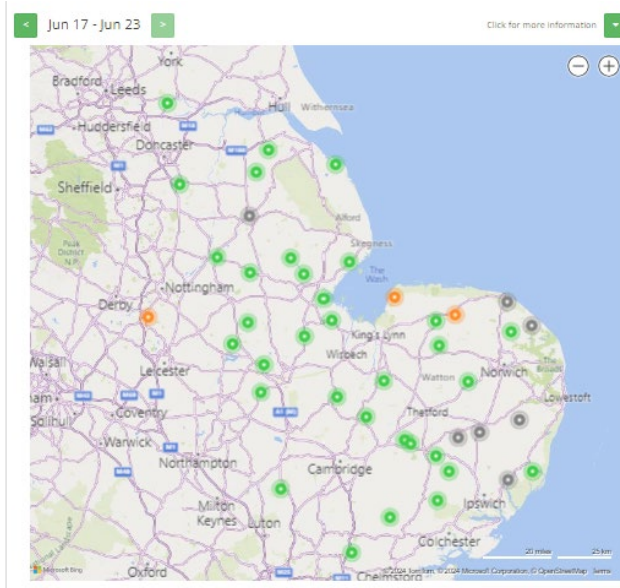 < Jun 17 - Jun 23 >
Click for more information
York
Bradford
Leeds
Hull
Withernsea
Huddersfield
Doncaster
Sheffield
Alford
Skegness
Peak
District
N.P.
The
Wash
Nottingham
Derby
King's Lynn
Wisbech
Norwich
The
Broads
Walsall
Leicester
Watton
Lowestoft
Coventry
Solihull
Thetford
Warwick
Northampton
Cambridge
Milton
Keynes
Ipswich
Luton
Colchester
Oxford
Chelmsford
20 miles
25 km
Microsoft Bing
© 2024 TomTom, © 2024 Microsoft Corporation, © OpenStreetMap Terms